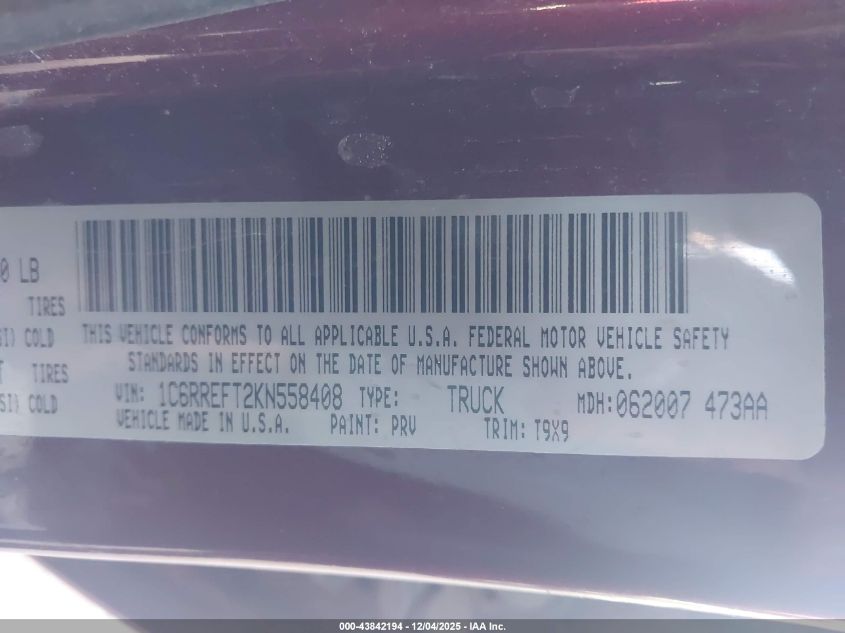 0 LB
TIRES
SI) COLD
TIRES
SI) COLD
THIS VEHICLE CONFORMS TO ALL APPLICABLE U.S.A. FEDERAL MOTOR VEHICLE SAFETY
STANDARDS IN EFFECT ON THE DATE OF MANUFACTURE SHOWN ABOVE.
VIN: 1C6RREFT2KN558408 TYPE: TRUCK MDH:062007 473AA
VEHICLE MADE IN U.S.A. PAINT: PRV TRIM: T9X9
000-43842194 - 12/04/2025 - IAA Inc.